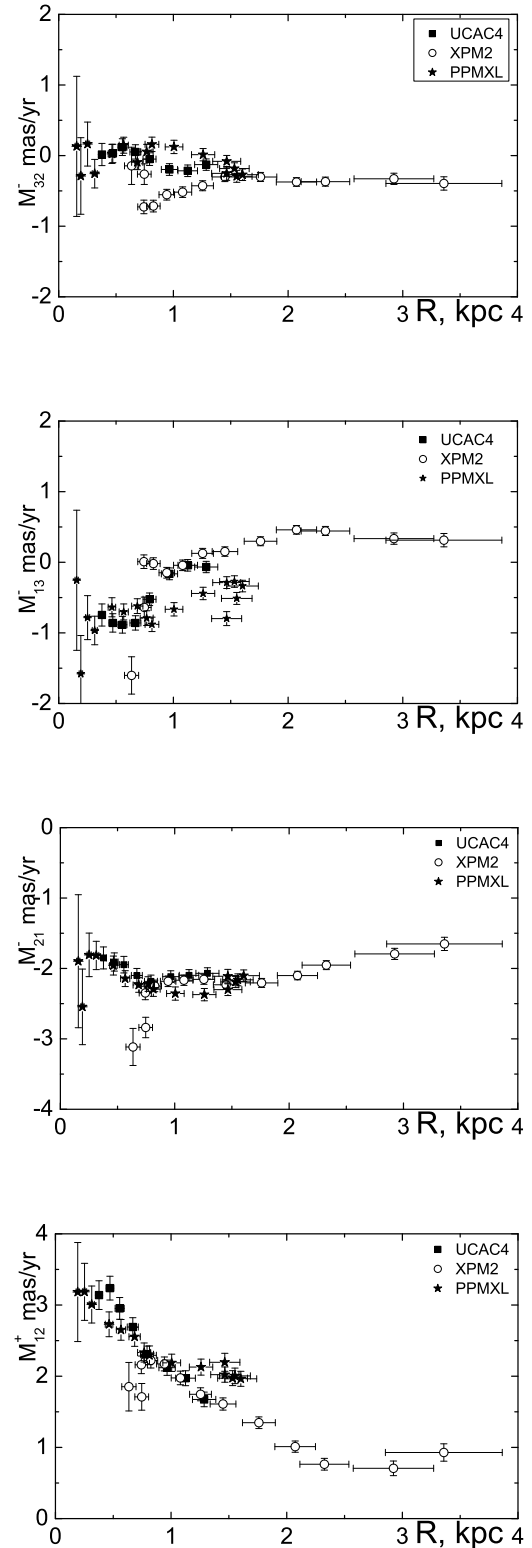 2
UCAC4
XPM2
PPMXL
1
0
-1
-2
M⁻₃₂ mas/yr
0
1
2
3
R, kpc
4
2
UCAC4
XPM2
PPMXL
1
0
-1
-2
M⁻₁₃ mas/yr
0
1
2
3
R, kpc
4
0
UCAC4
XPM2
PPMXL
-1
-2
-3
-4
M⁻₂₁ mas/yr
0
1
2
3
R, kpc
4
4
UCAC4
XPM2
PPMXL
3
2
1
0
M⁺₁₂ mas/yr
0
1
2
3
R, kpc
4